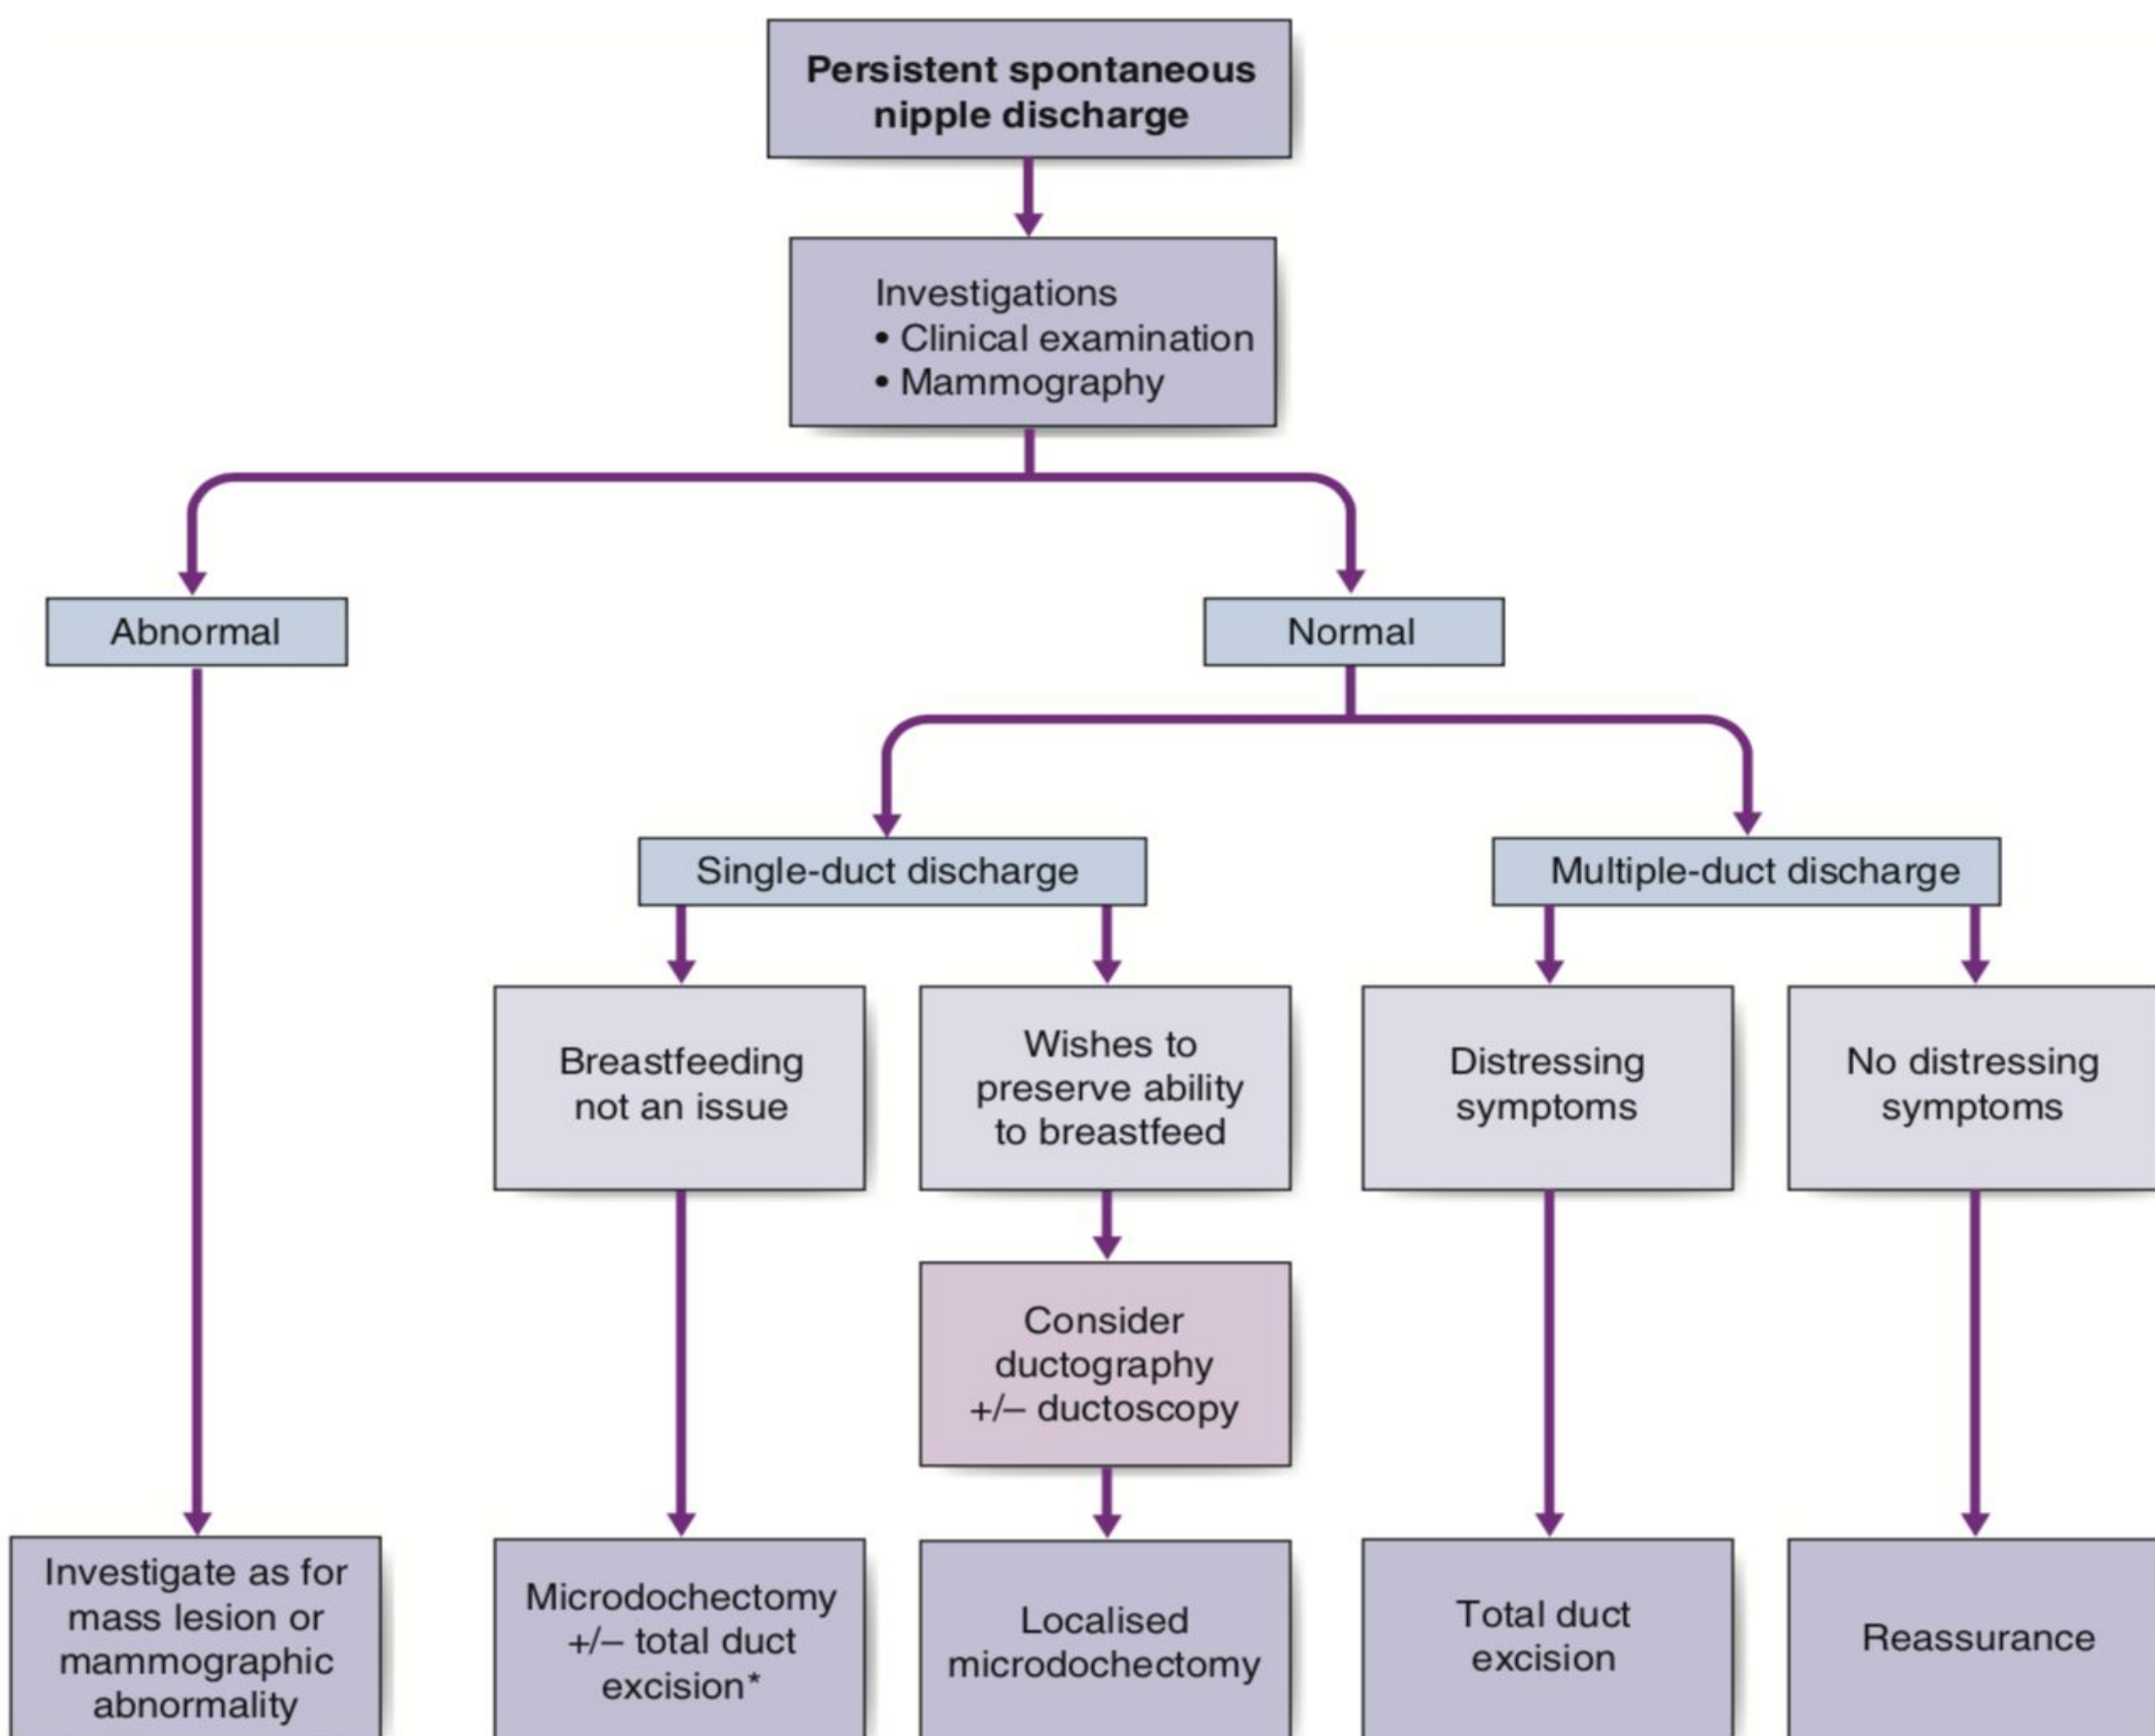 Persistent spontaneous
nipple discharge
Investigations
• Clinical examination
• Mammography
Abnormal
Normal
Single-duct discharge
Multiple-duct discharge
Breastfeeding
not an issue
Wishes to
preserve ability
to breastfeed
Distressing
symptoms
No distressing
symptoms
Consider
ductography
+/– ductoscopy
Investigate as for
mass lesion or
mammographic
abnormality
Microdochectomy
+/– total duct
excision*
Localised
microdochectomy
Total duct
excision
Reassurance